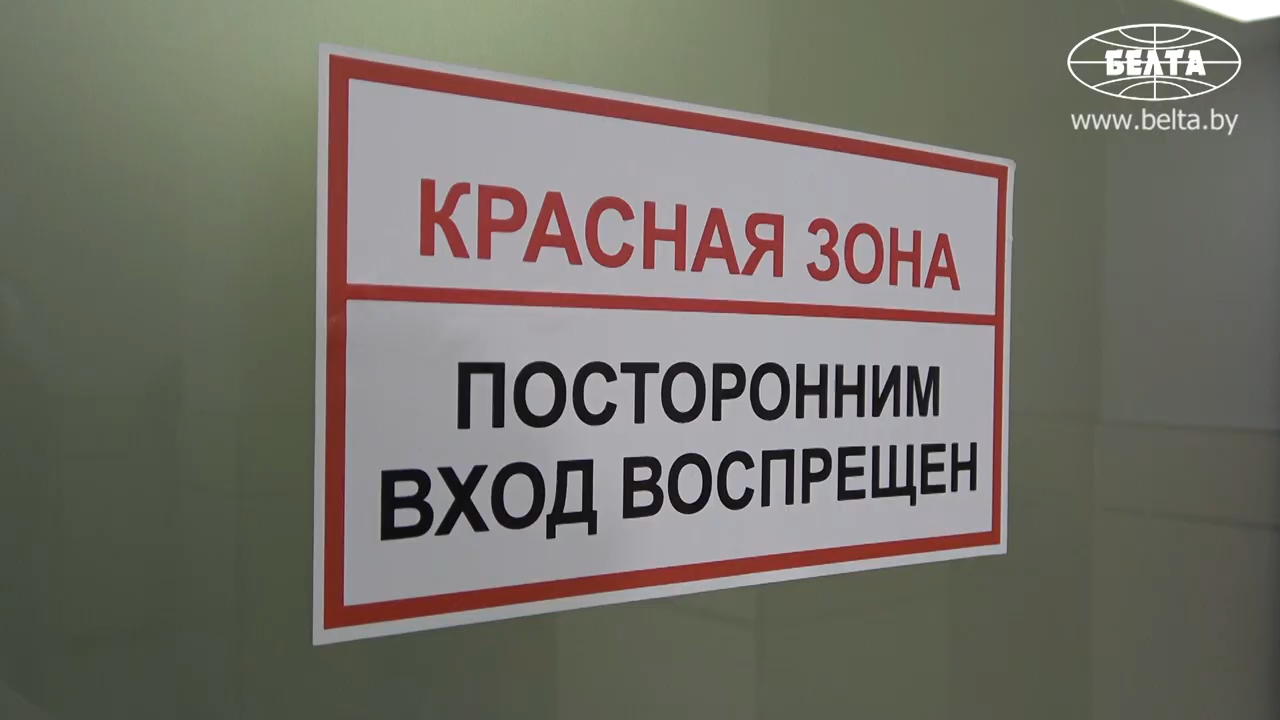 БЕЛТА
www.belta.by
КРАСНАЯ ЗОНА
ПОСТОРОННИМ
ВХОД ВОСПРЕЩЕН